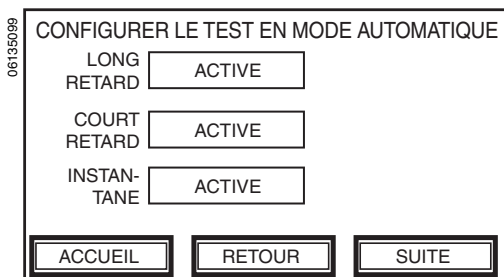 06135099
CONFIGURER LE TEST EN MODE AUTOMATIQUE
LONG
RETARD
ACTIVE
COURT
RETARD
ACTIVE
INSTAN-
TANE
ACTIVE
ACCUEIL
RETOUR
SUITE